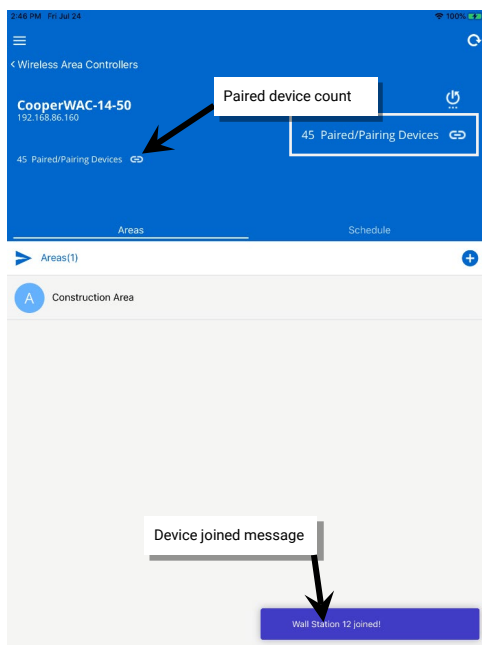 2:46 PM Fri Jul 24
100%
< Wireless Area Controllers
CooperWAC-14-50
192.168.86.160
Paired device count
45 Paired/Pairing Devices
45 Paired/Pairing Devices
Areas
Schedule
Areas(1)
A
Construction Area
Device joined message
Wall Station 12 joined!